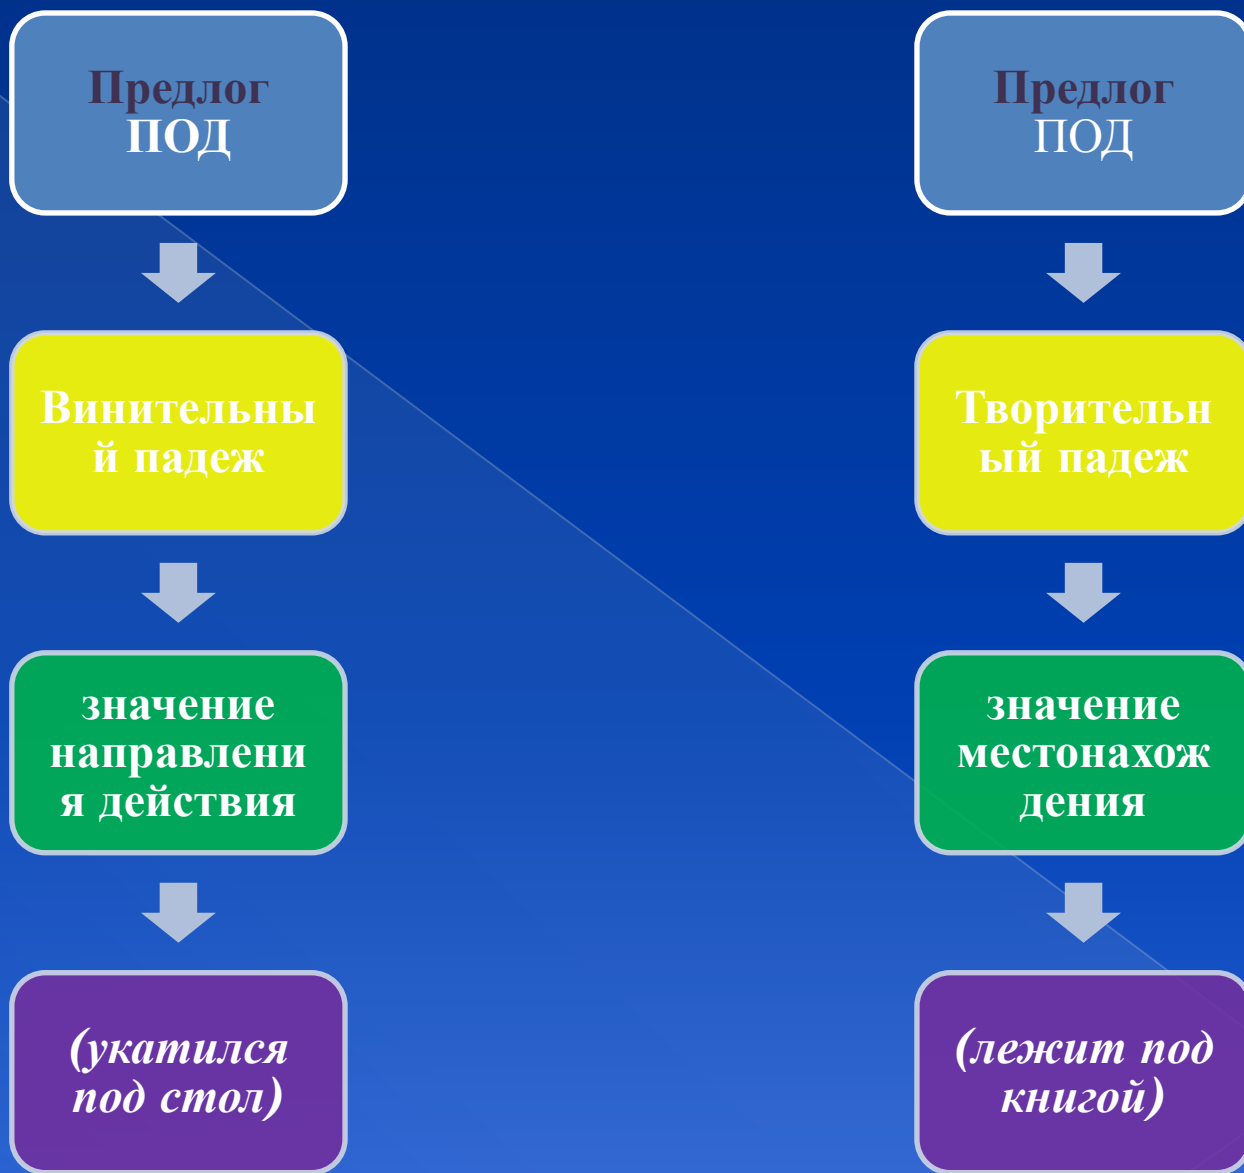 Предлог
ПОД
Винительны
й падеж
значение
направлени
я действия
(укатился
под стол)
Предлог
ПОД
Творительн
ый падеж
значение
местонахож
дения
(лежит под
книгой)